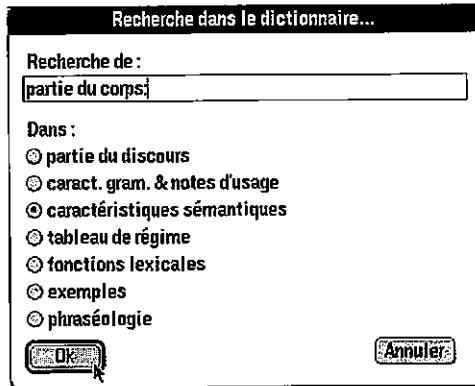 Recherche dans le dictionnaire...
Recherche de :
partie du corps:
Dans :
partie du discours
caract. gram. & notes d'usage
caractéristiques sémantiques
tableau de régime
fonctions lexicales
exemples
phraséologie
OK
Annuler